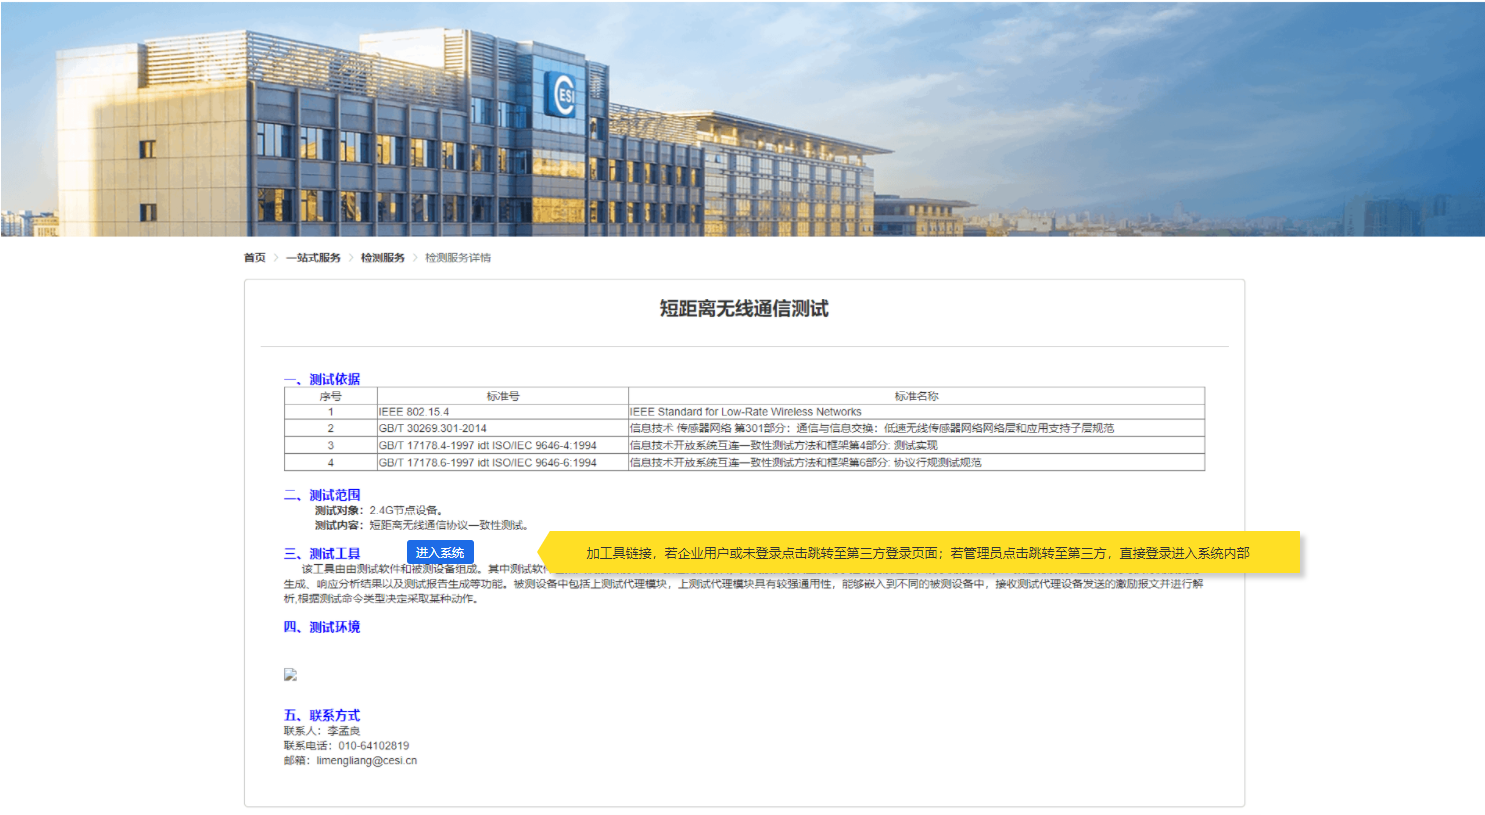 CESI
首页 > 一站式服务 > 检测服务 > 检测服务详情
短距离无线通信测试
一、测试依据
序号 标准号 标准名称
1 IEEE 802.15.4 IEEE Standard for Low-Rate Wireless Networks
2 GB/T 30269.301-2014 信息技术 传感器网络 第301部分：通信与信息交换：低速无线传感器网络网络层和应用支持子层规范
3 GB/T 17178.4-1997 idt ISO/IEC 9646-4:1994 信息技术开放系统互连一致性测试方法和框架第4部分: 测试实现
4 GB/T 17178.6-1997 idt ISO/IEC 9646-6:1994 信息技术开放系统互连一致性测试方法和框架第6部分: 协议行规测试规范
二、测试范围
测试对象：2.4G节点设备。
测试内容：短距离无线通信协议一致性测试。
三、测试工具 进入系统
加工具链接，若企业用户或未登录点击跳转至第三方登录页面；若管理员点击跳转至第三方，直接登录进入系统内部
该工具由由测试软件和被测设备组成。其中测试软件
生成、响应分析结果以及测试报告生成等功能。被测设备中包括上测试代理模块，上测试代理模块具有较强通用性，能够嵌入到不同的被测设备中，接收测试代理设备发送的激励报文并进行解
析,根据测试命令类型决定采取某种动作。
四、测试环境
五、联系方式
联系人：李孟良
联系电话：010-64102819
邮箱：limengliang@cesi.cn